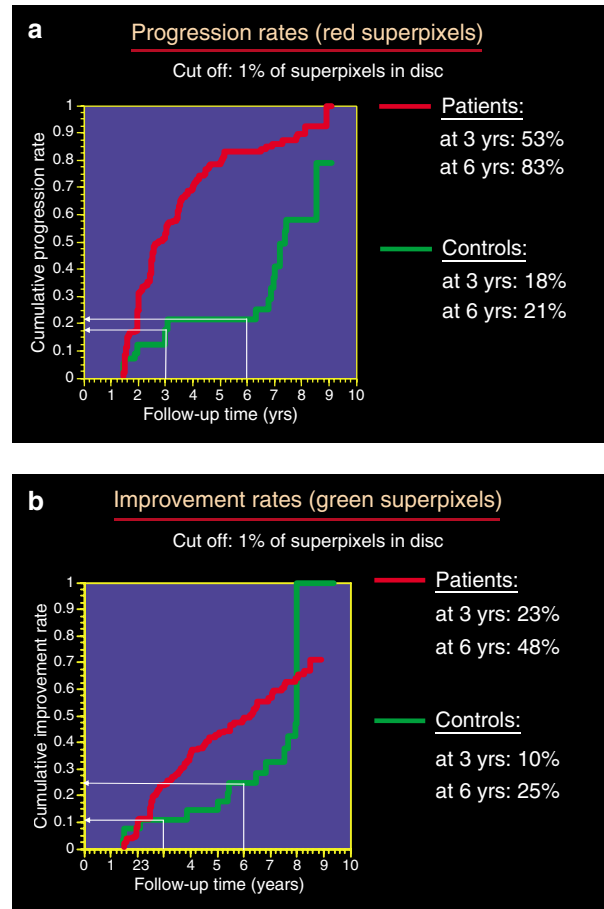 a
Progression rates (red superpixels)
Cut off: 1% of superpixels in disc
Cumulative progression rate
1
0.9
0.8
0.7
0.6
0.5
0.4
0.3
0.2
0.1
0
0 1 2 3 4 5 6 7 8 9 10
Follow-up time (yrs)
Patients:
at 3 yrs: 53%
at 6 yrs: 83%
Controls:
at 3 yrs: 18%
at 6 yrs: 21%
b
Improvement rates (green superpixels)
Cut off: 1% of superpixels in disc
Cumulative improvement rate
1
0.9
0.8
0.7
0.6
0.5
0.4
0.3
0.2
0.1
0
0 1 23 4 5 6 7 8 9 10
Follow-up time (years)
Patients:
at 3 yrs: 23%
at 6 yrs: 48%
Controls:
at 3 yrs: 10%
at 6 yrs: 25%